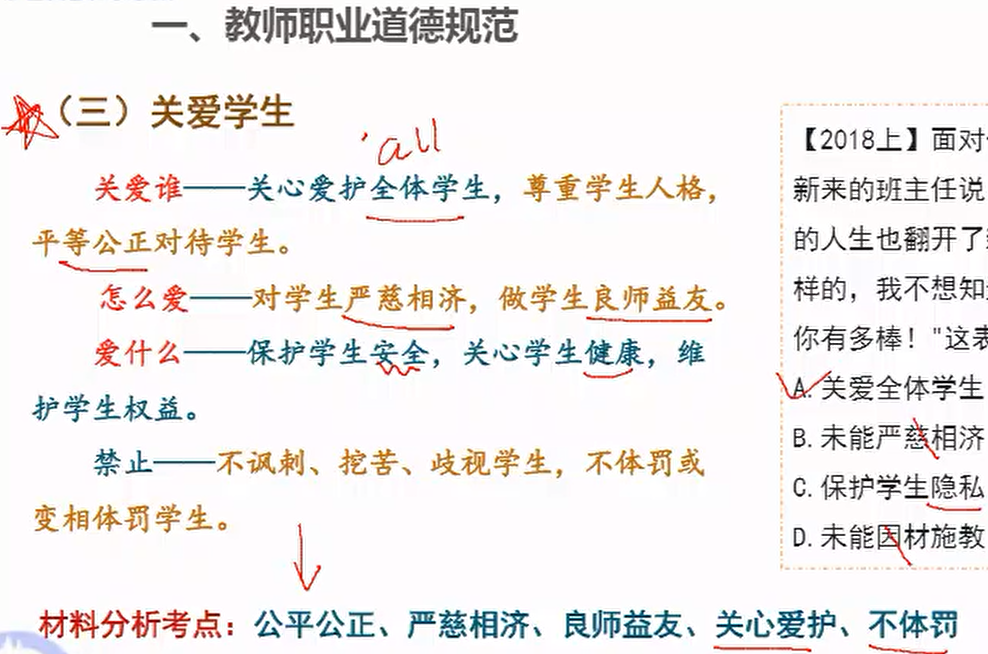 一、教师职业道德规范
（三）关爱学生
all
关爱谁——关心爱护全体学生，尊重学生人格，
平等公正对待学生。
怎么爱——对学生严慈相济，做学生良师益友。
爱什么——保护学生安全，关心学生健康，维
护学生权益。
禁止——不讽刺、挖苦、歧视学生，不体罚或
变相体罚学生。
材料分析考点：公平公正、严慈相济、良师益友、关心爱护、不体罚
【2018上】面对
新来的班主任说
的人生也翻开了
样的，我不想知
你有多棒！"这表
A.关爱全体学生
B.未能严慈相济
C.保护学生隐私
D.未能因材施教